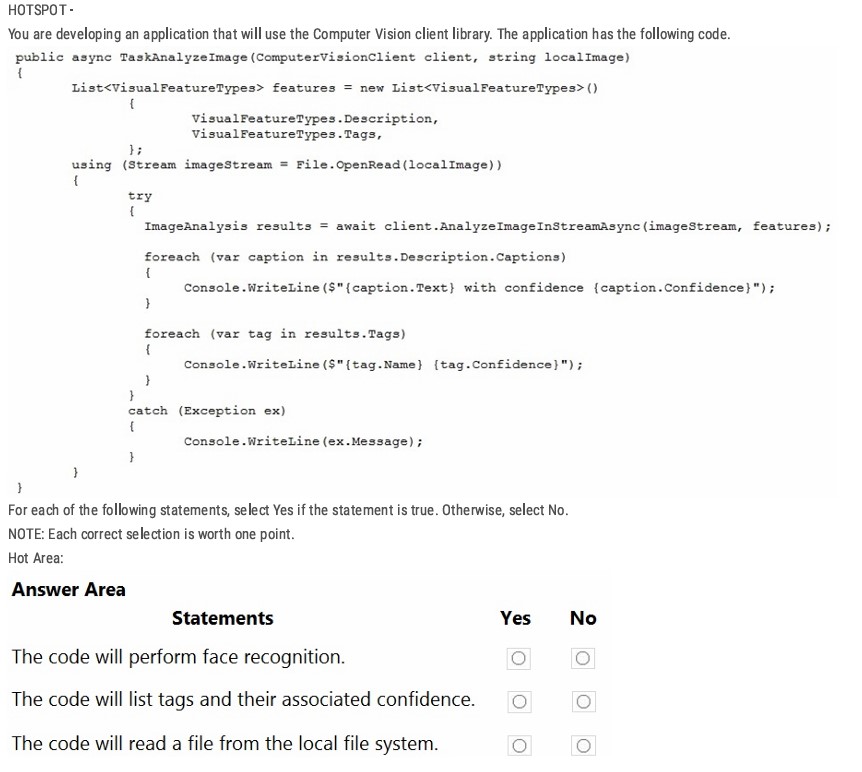 HOTSPOT -
You are developing an application that will use the Computer Vision client library. The application has the following code.
public async TaskAnalyzeImage(ComputerVisionClient client, string localImage)
{
List<VisualFeatureTypes> features = new List<VisualFeatureTypes>()
{
VisualFeatureTypes.Description,
VisualFeatureTypes.Tags,
};
using (Stream imageStream = File.OpenRead(localImage))
{
try
{
ImageAnalysis results = await client.AnalyzeImageInStreamAsync(imageStream, features);
foreach (var caption in results.Description.Captions)
{
Console.WriteLine($"{caption.Text} with confidence {caption.Confidence}");
}
foreach (var tag in results.Tags)
{
Console.WriteLine($"{tag.Name} {tag.Confidence}");
}
}
catch (Exception ex)
{
Console.WriteLine(ex.Message);
}
}
}
For each of the following statements, select Yes if the statement is true. Otherwise, select No.
NOTE: Each correct selection is worth one point.
Hot Area:
Answer Area
Statements Yes No
The code will perform face recognition.
The code will list tags and their associated confidence.
The code will read a file from the local file system.